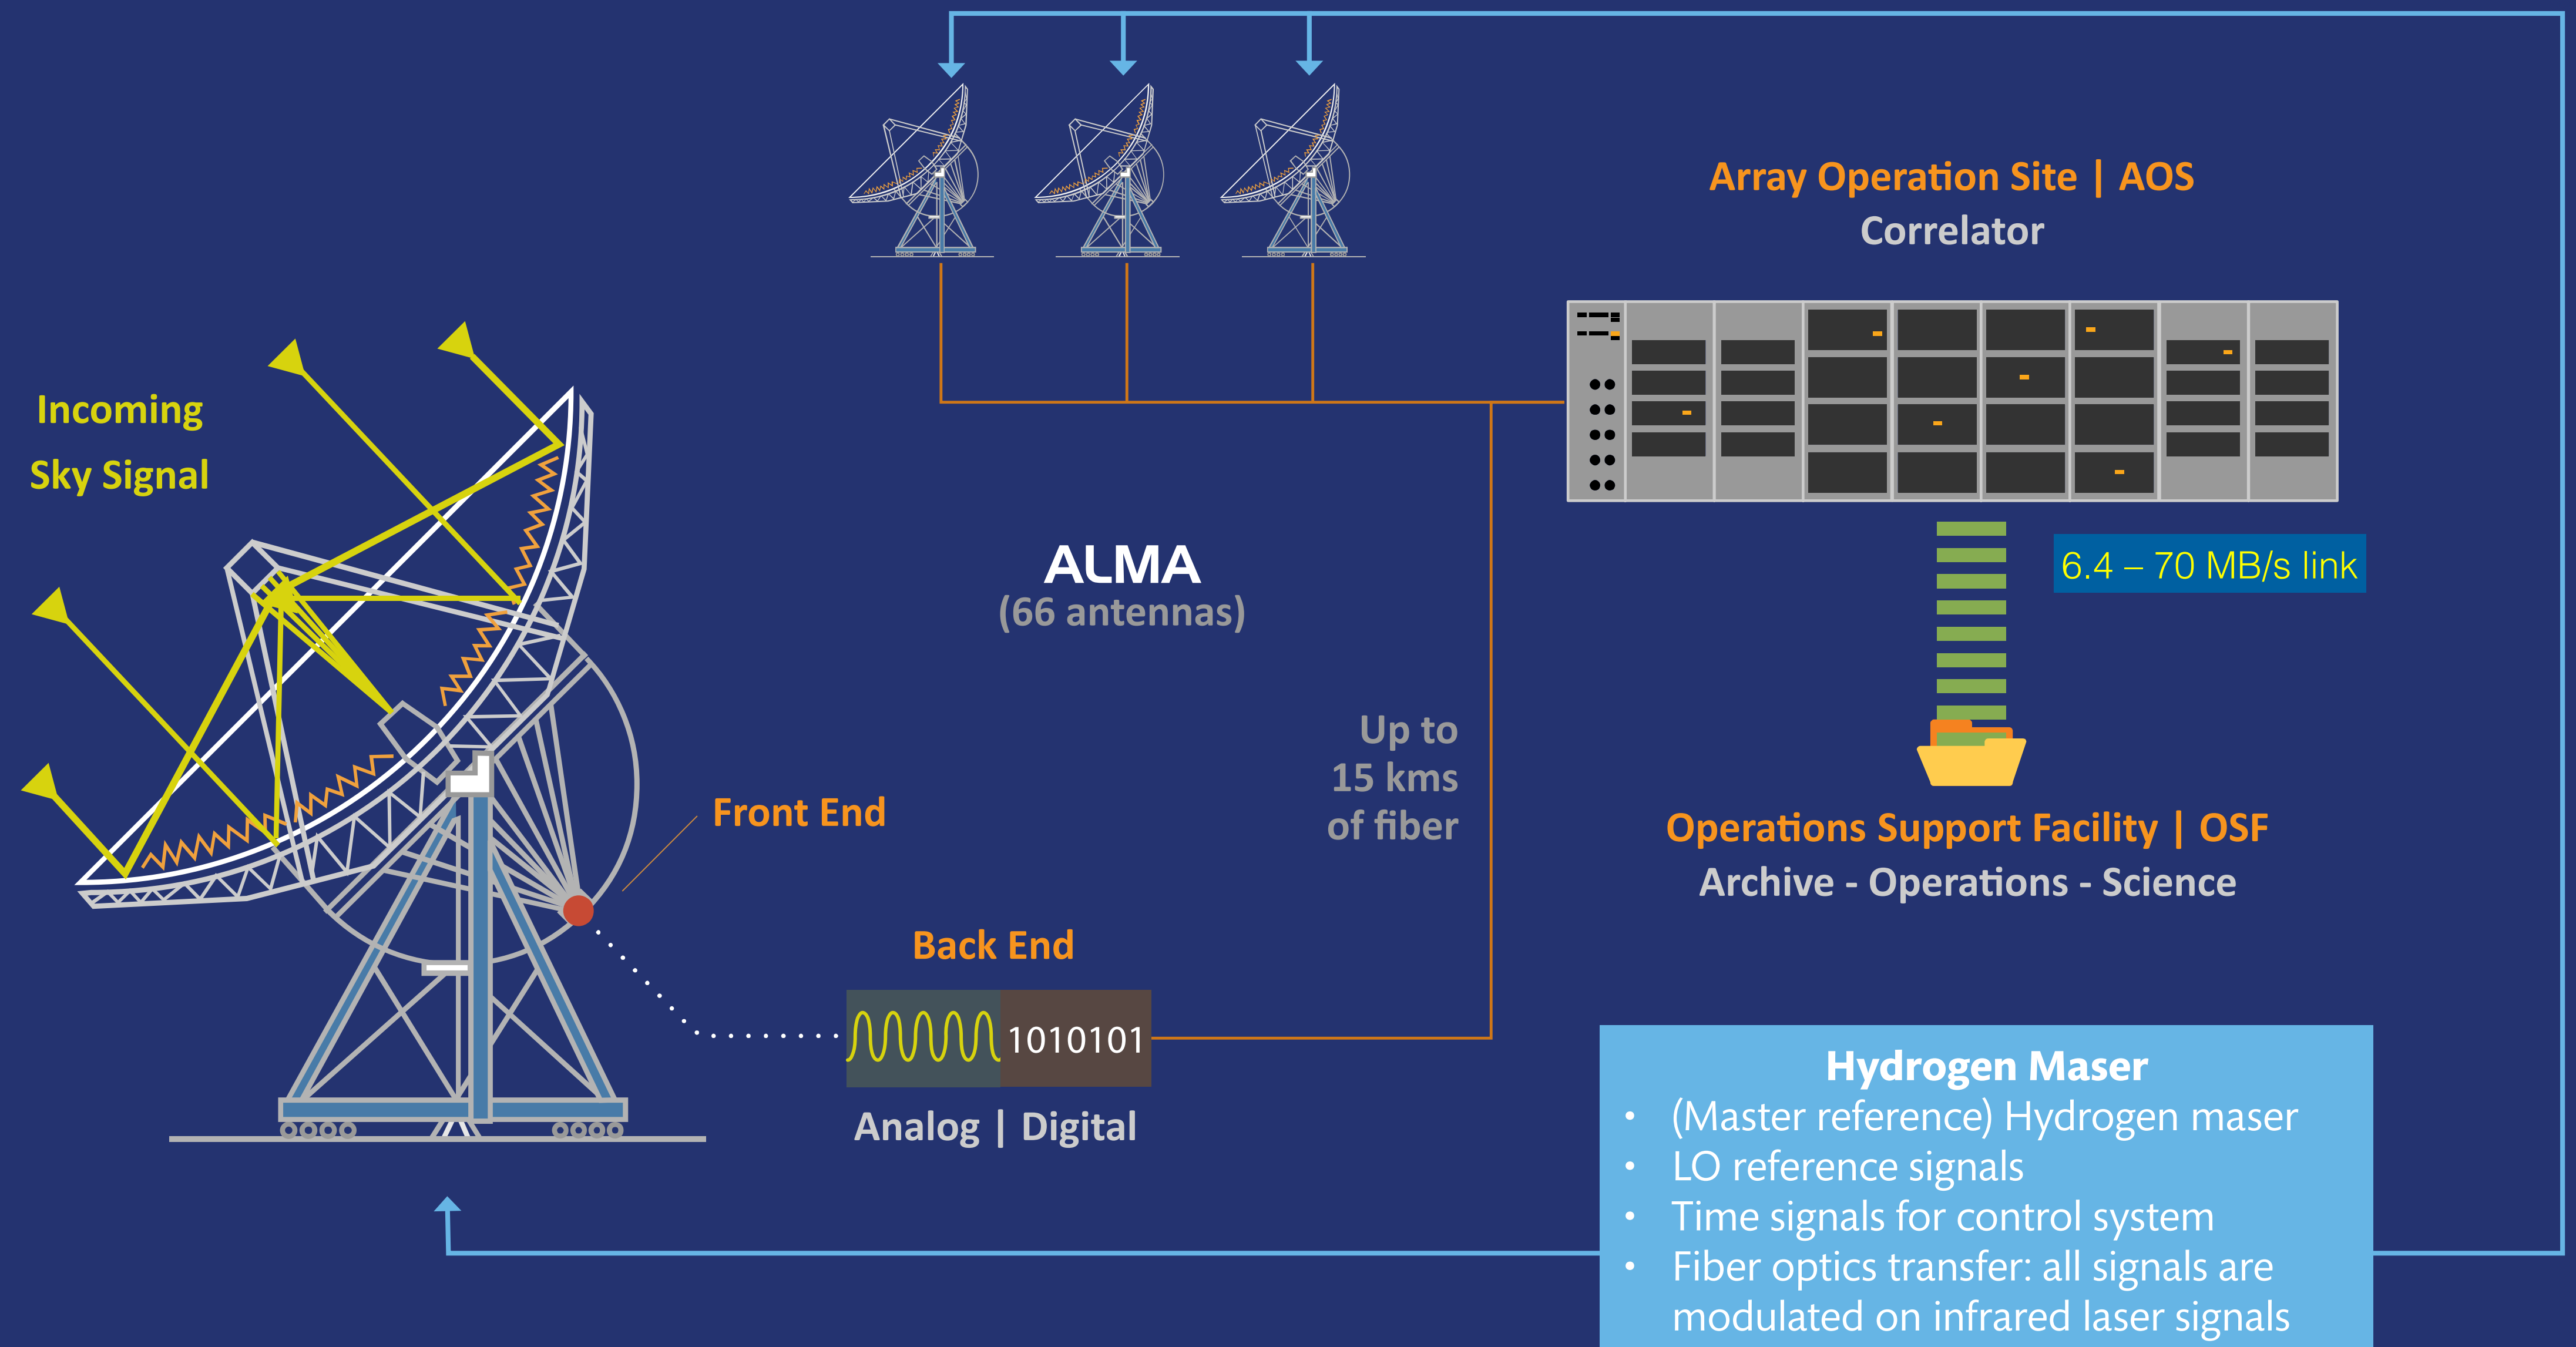 Array Operation Site | AOS
Correlator
Incoming
Sky Signal
ALMA
(66 antennas)
6.4 – 70 MB/s link
Up to
15 kms
of fiber
Front End
Operations Support Facility | OSF
Archive - Operations - Science
Back End
1010101
Analog | Digital
Hydrogen Maser
• (Master reference) Hydrogen maser
• LO reference signals
• Time signals for control system
• Fiber optics transfer: all signals are
modulated on infrared laser signals